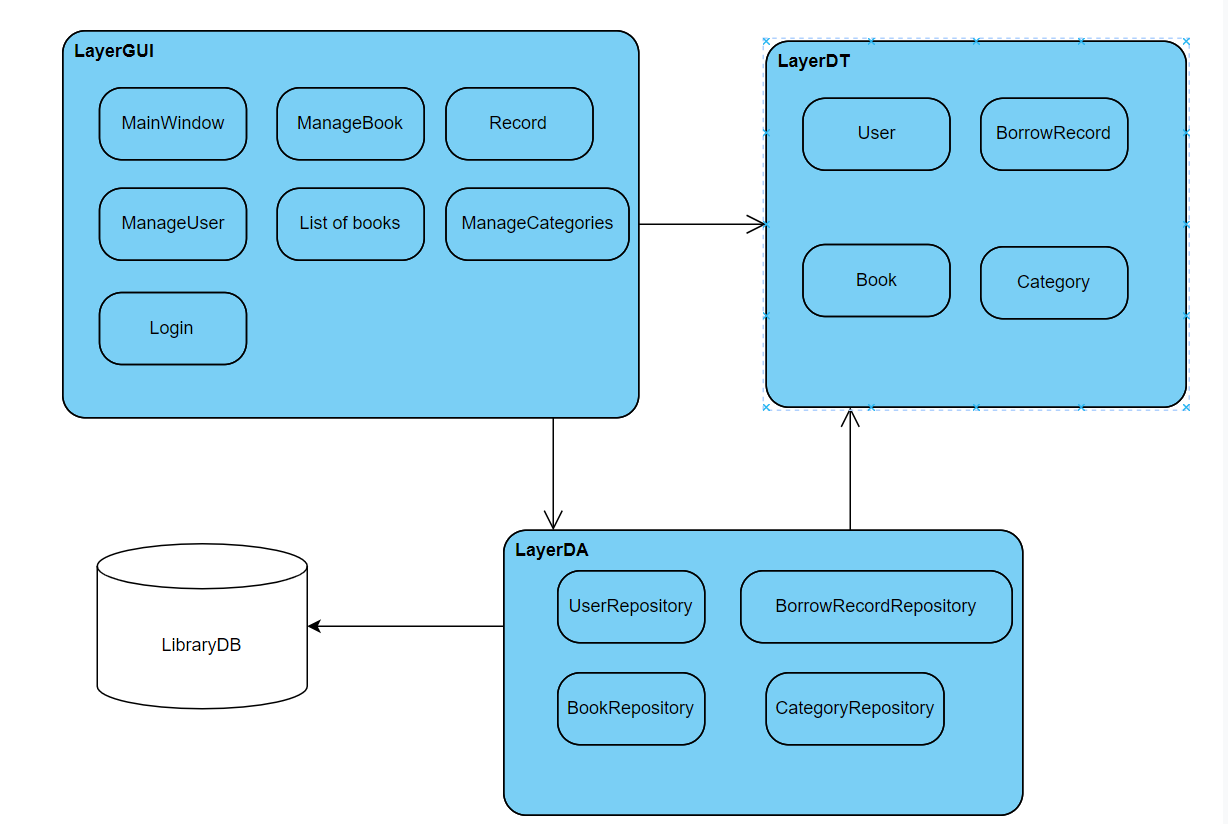 LayerGUI
MainWindow
ManageBook
Record
ManageUser
List of books
ManageCategories
Login
LayerDT
User
BorrowRecord
Book
Category
LayerDA
UserRepository
BorrowRecordRepository
BookRepository
CategoryRepository
LibraryDB